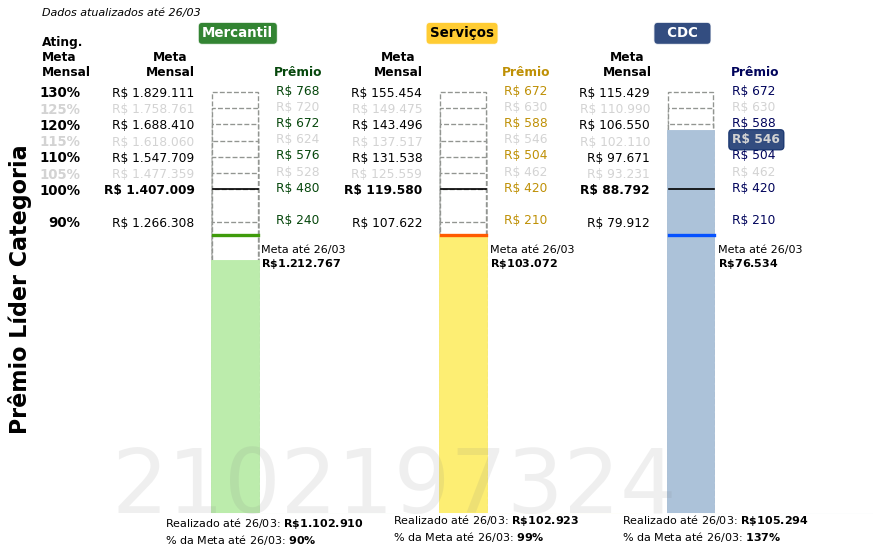 Dados atualizados até 26/03
Mercantil Serviços CDC
Ating. Meta Mensal Meta Mensal Prêmio Meta Mensal Prêmio Meta Mensal Prêmio
130% R$ 1.829.111 R$ 768 R$ 155.454 R$ 672 R$ 115.429 R$ 672
125% R$ 1.758.761 R$ 720 R$ 149.475 R$ 630 R$ 110.990 R$ 630
120% R$ 1.688.410 R$ 672 R$ 143.496 R$ 588 R$ 106.550 R$ 588
115% R$ 1.618.060 R$ 624 R$ 137.517 R$ 546 R$ 102.110 R$ 546
110% R$ 1.547.709 R$ 576 R$ 131.538 R$ 504 R$ 97.671 R$ 504
105% R$ 1.477.359 R$ 528 R$ 125.559 R$ 462 R$ 93.231 R$ 462
100% R$ 1.407.009 R$ 480 R$ 119.580 R$ 420 R$ 88.792 R$ 420
90% R$ 1.266.308 R$ 240 R$ 107.622 R$ 210 R$ 79.912 R$ 210
Meta até 26/03 Meta até 26/03 Meta até 26/03
R$1.212.767 R$103.072 R$76.534
Prêmio Líder Categoria
2102197324
Realizado até 26/03: R$1.102.910 Realizado até 26/03: R$102.923 Realizado até 26/03: R$105.294
% da Meta até 26/03: 90% % da Meta até 26/03: 99% % da Meta até 26/03: 137%